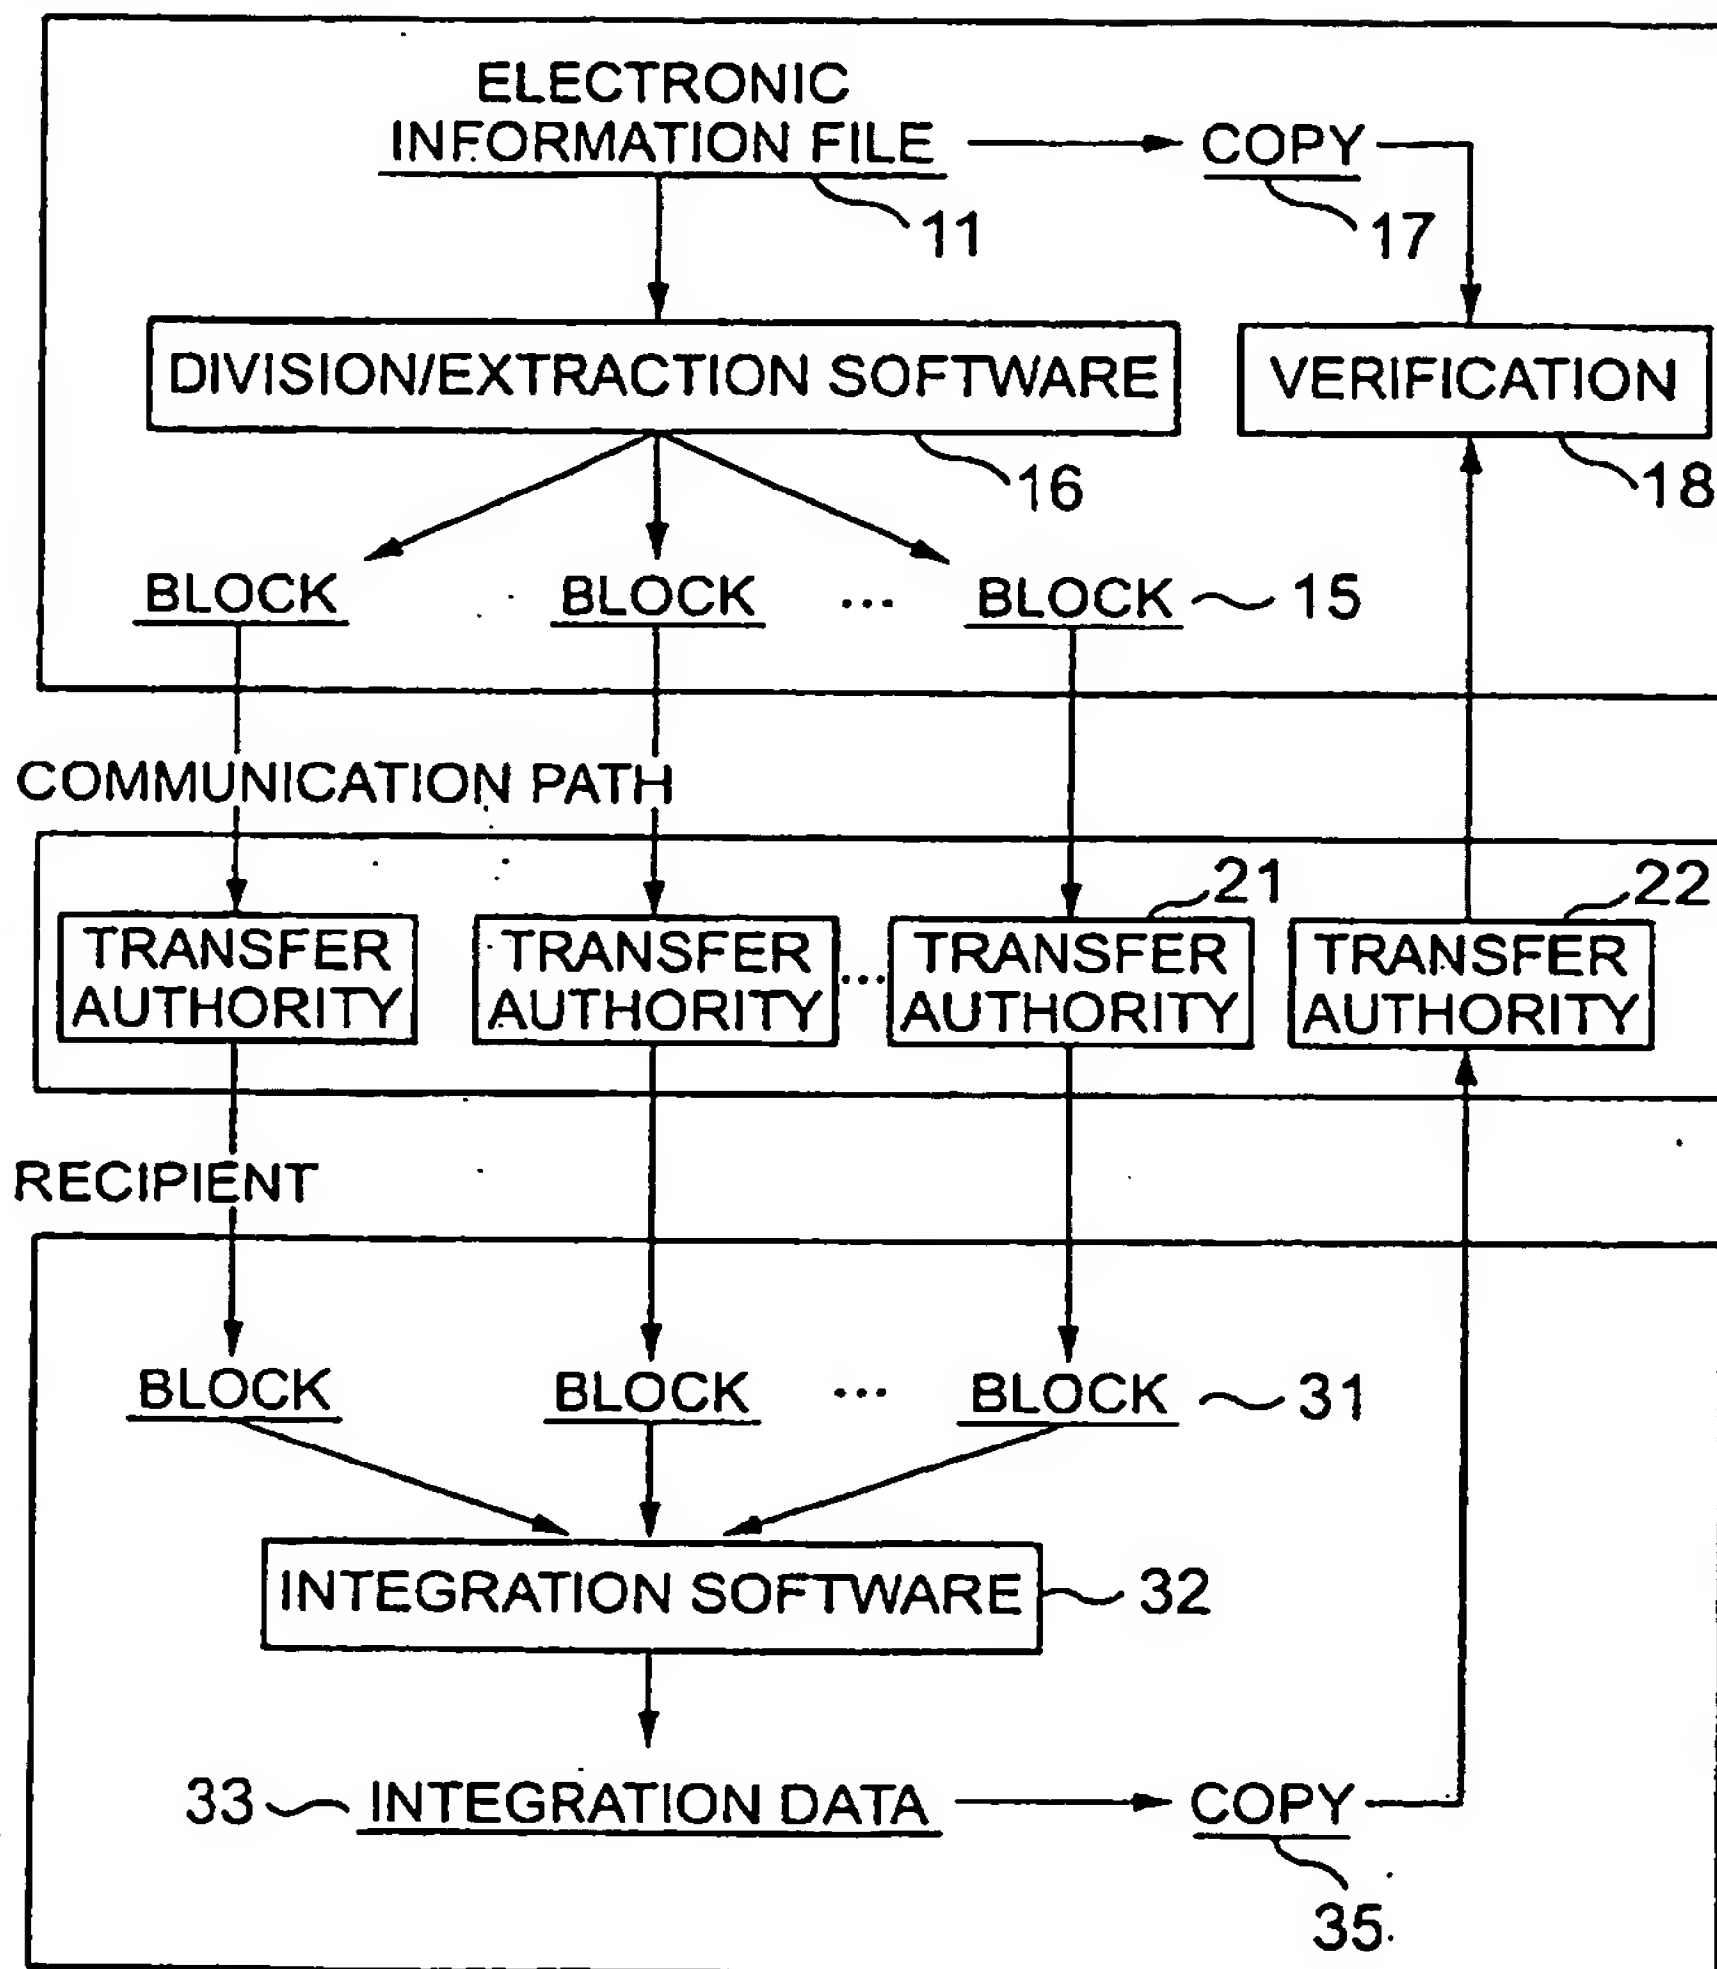 ELECTRONIC
INFORMATION FILE
COPY
11
17
DIVISION/EXTRACTION SOFTWARE
VERIFICATION
16
18
BLOCK
BLOCK
...
BLOCK
15
COMMUNICATION PATH
21
22
TRANSFER
AUTHORITY
TRANSFER
AUTHORITY
...
TRANSFER
AUTHORITY
TRANSFER
AUTHORITY
RECIPIENT
BLOCK
BLOCK
...
BLOCK
31
INTEGRATION SOFTWARE
32
33
INTEGRATION DATA
COPY
35